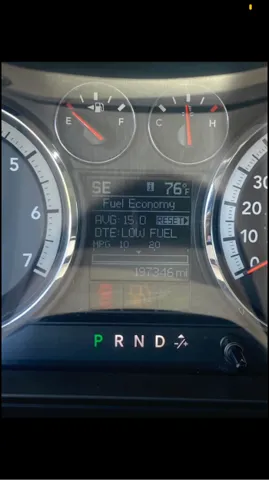 E F
C H
SE 76°F
Fuel Economy
AVG 15.0 RESET
DTE:LOW FUEL
MPG 10 20
197346 mi
5
6
7
30
20
10
0
P R N D -/+